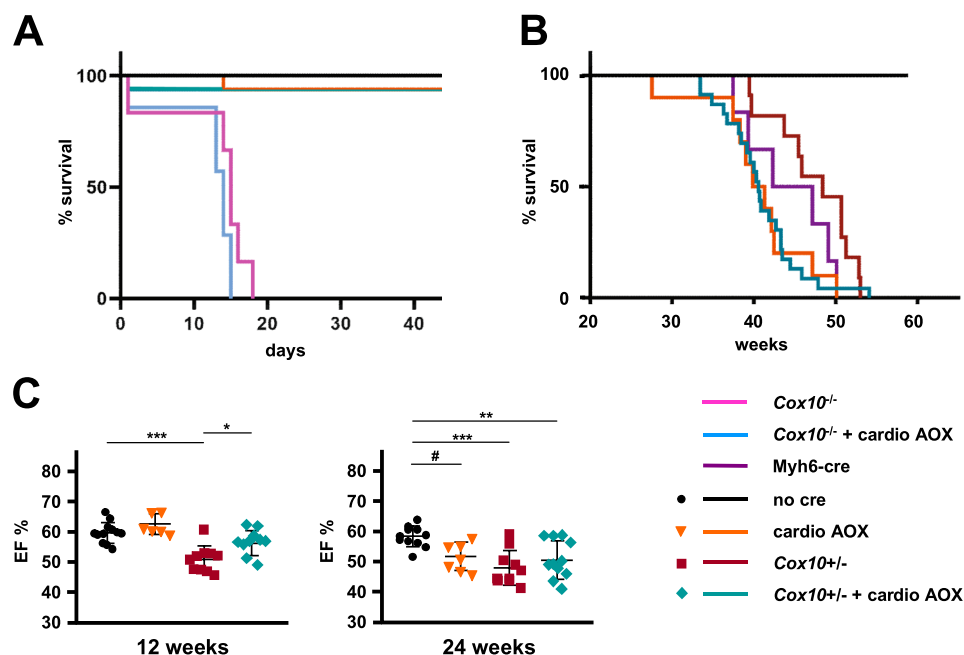 A
100
50
0
% survival
0
10
20
30
40
days
B
100
50
0
% survival
20
30
40
50
60
weeks
C
***
*
80
70
60
50
40
30
EF %
12 weeks
**
***
#
80
70
60
50
40
30
EF %
24 weeks
Cox10-/-
Cox10-/- + cardio AOX
Myh6-cre
no cre
cardio AOX
Cox10+/-
Cox10+/- + cardio AOX